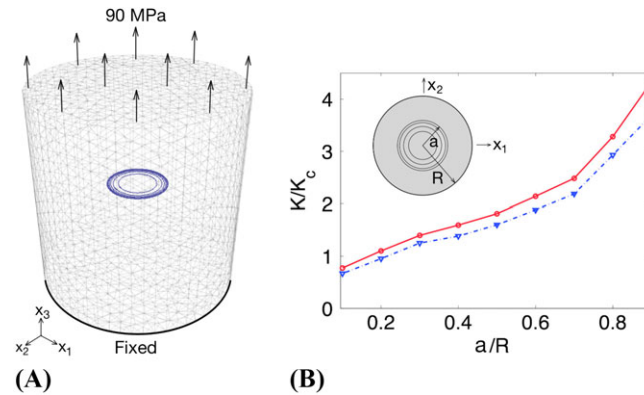 90 MPa
x₃
x₂
x₁
Fixed
(A)
K/K_c
4
3
2
1
0
x₂
x₁
a
R
0.2
0.4
0.6
0.8
a/R
(B)